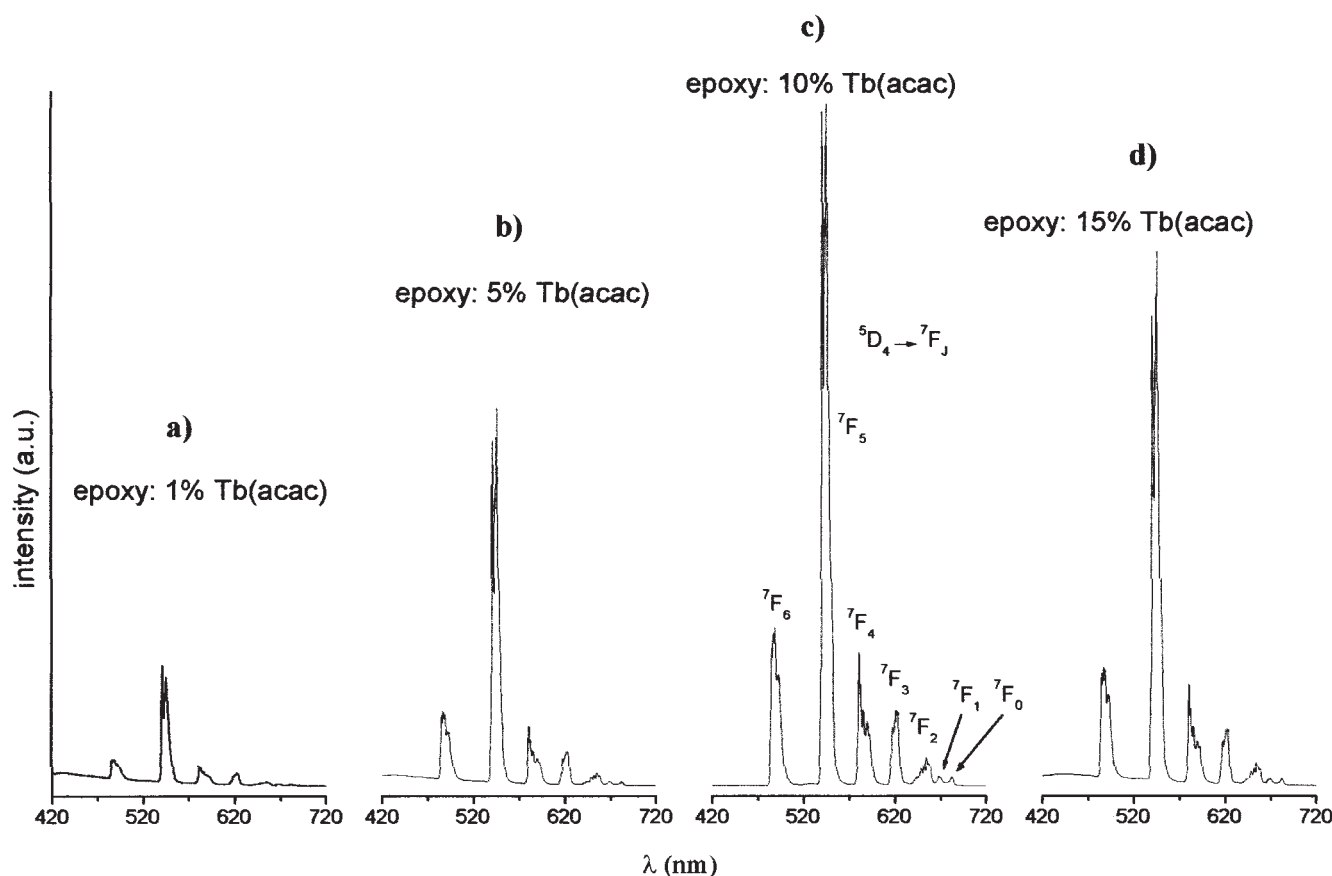 c)
epoxy: 10% Tb(acac)
d)
epoxy: 15% Tb(acac)
b)
epoxy: 5% Tb(acac)
⁵D₄ → ⁷F_J
a)
epoxy: 1% Tb(acac)
⁷F₅
⁷F₆
⁷F₄
⁷F₃
⁷F₂
⁷F₁
⁷F₀
intensity (a.u.)
420 520 620 720
420 520 620 720
420 520 620 720
420 520 620 720
λ (nm)